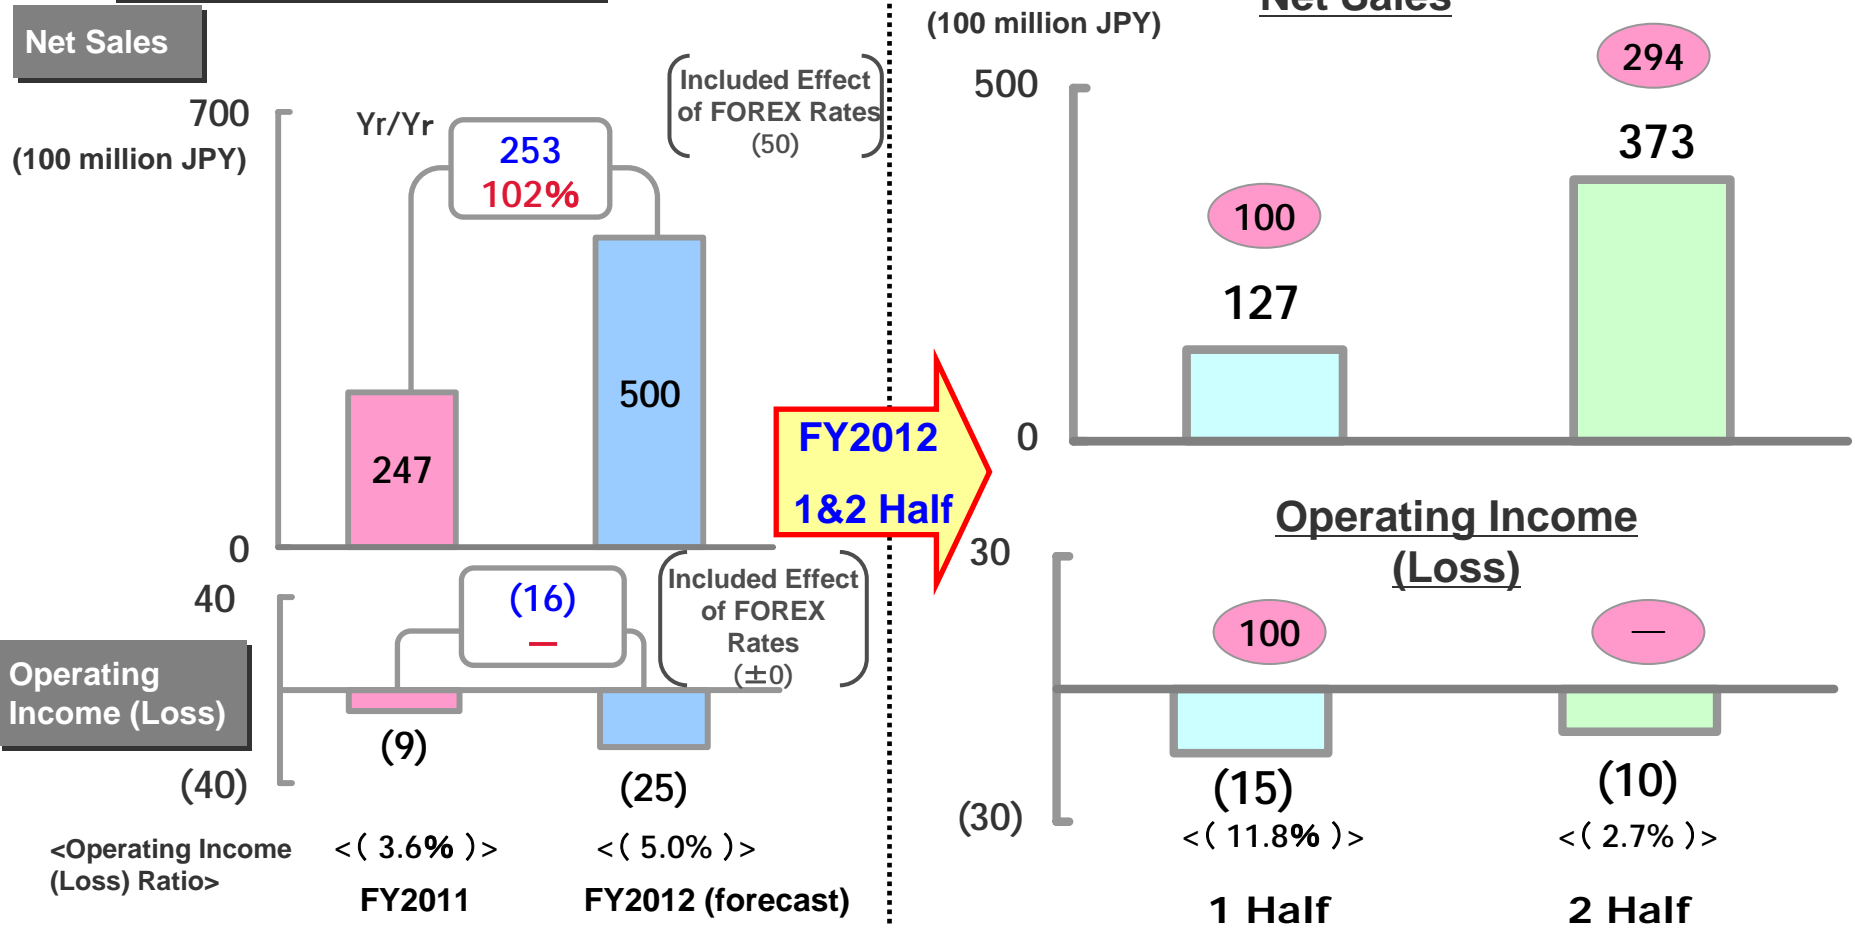 Net Sales
700
(100 million JPY)
Yr/Yr
253
102%
Included Effect
of FOREX Rates
(50)
247
500
0
40
(16)
—
Included Effect
of FOREX
Rates
(±0)
Operating
Income (Loss)
(9)
(25)
(40)
<Operating Income
(Loss) Ratio>
<( 3.6% )>
<( 5.0% )>
FY2011
FY2012 (forecast)
FY2012
1&2 Half
Net Sales
(100 million JPY)
500
294
373
100
127
0
Operating Income
(Loss)
30
100
—
(15)
(10)
(30)
<( 11.8% )>
<( 2.7% )>
1 Half
2 Half